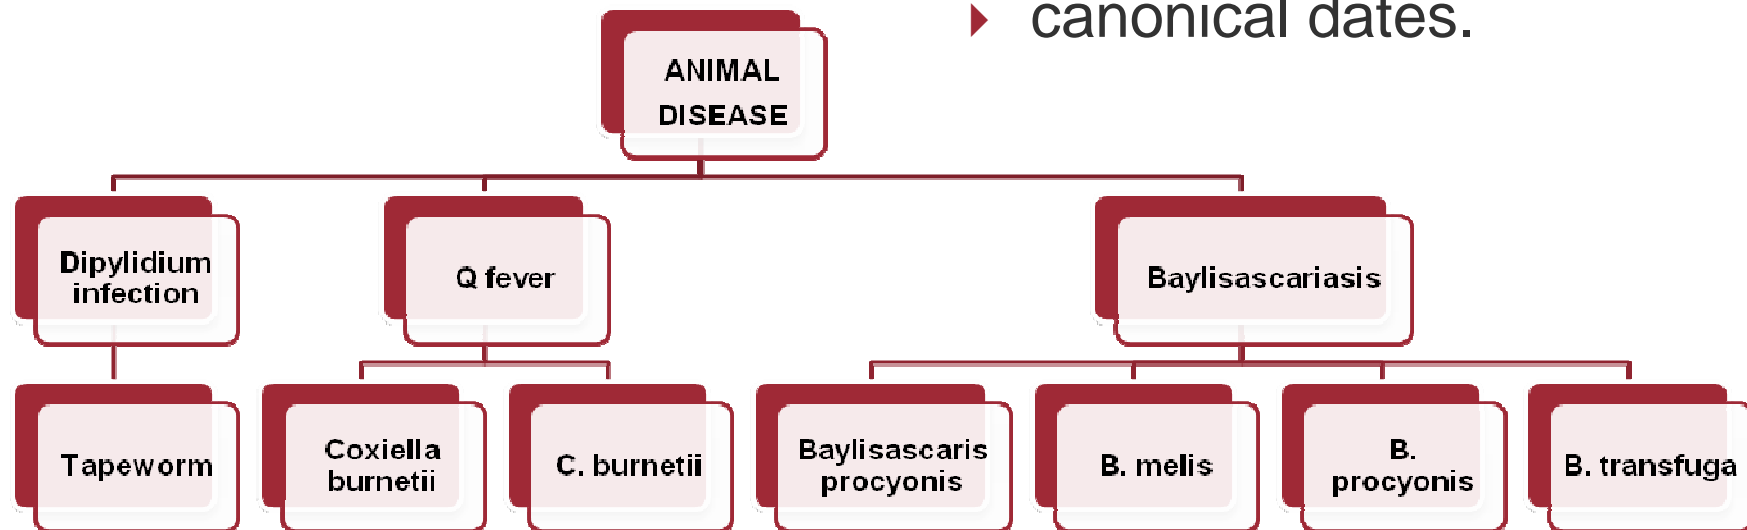 canonical dates.
ANIMAL
DISEASE
Dipylidium
infection
Q fever
Baylisascariasis
Tapeworm
Coxiella
burnetii
C. burnetii
Baylisascaris
procyonis
B. melis
B.
procyonis
B. transfuga